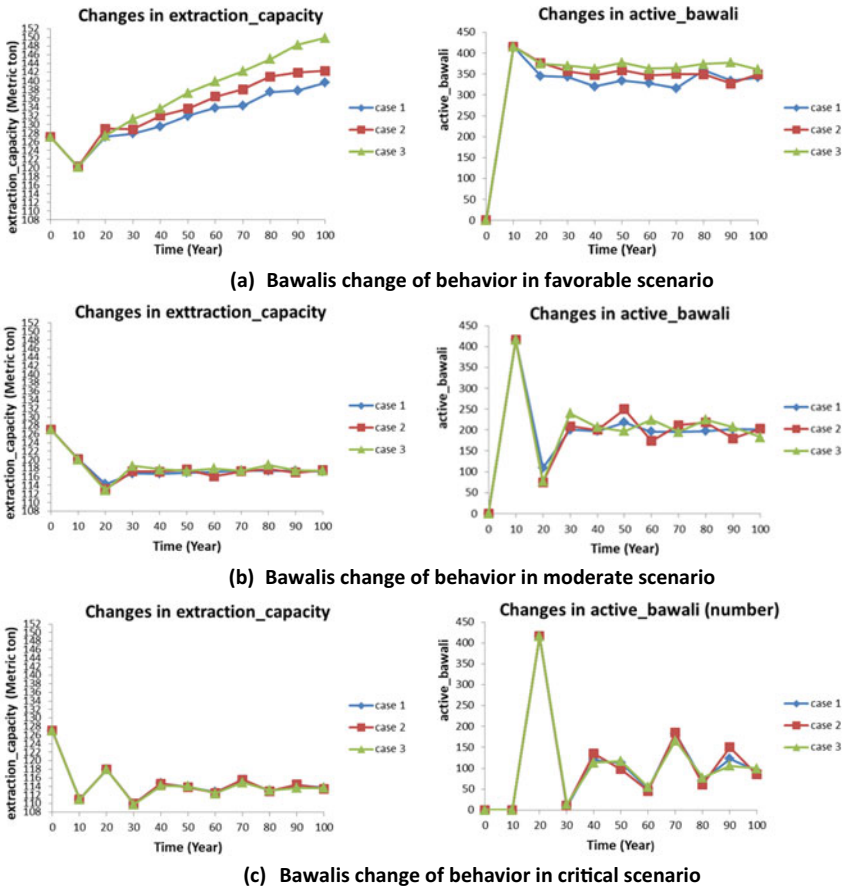 Changes in extraction_capacity
extraction_capacity (Metric ton)
152
150
148
146
144
142
140
138
136
134
132
130
128
126
124
122
120
118
116
114
112
110
108
0 10 20 30 40 50 60 70 80 90 100
Time (Year)
case 1
case 2
case 3
Changes in active_bawali
active_bawali
450
400
350
300
250
200
150
100
50
0
0 10 20 30 40 50 60 70 80 90 100
Time (Year)
case 1
case 2
case 3
(a) Bawalis change of behavior in favorable scenario
Changes in exttraction_capacity
extraction_capacity (Metric ton)
152
150
148
146
144
142
140
138
136
134
132
130
128
126
124
122
120
118
116
114
112
110
108
0 10 20 30 40 50 60 70 80 90 100
Time (Year)
case 1
case 2
case 3
Changes in active_bawali
active_bawali
450
400
350
300
250
200
150
100
50
0
0 10 20 30 40 50 60 70 80 90 100
Time (Year)
case 1
case 2
case 3
(b) Bawalis change of behavior in moderate scenario
Changes in extraction_capacity
extraction_capacity (Metric ton)
152
150
148
146
144
142
140
138
136
134
132
130
128
126
124
122
120
118
116
114
112
110
108
0 10 20 30 40 50 60 70 80 90 100
Time (Year)
case 1
case 2
case 3
Changes in active_bawali (number)
active_bawali
450
400
350
300
250
200
150
100
50
0
0 10 20 30 40 50 60 70 80 90 100
Time (Year)
case 1
case 2
case 3
(c) Bawalis change of behavior in critical scenario